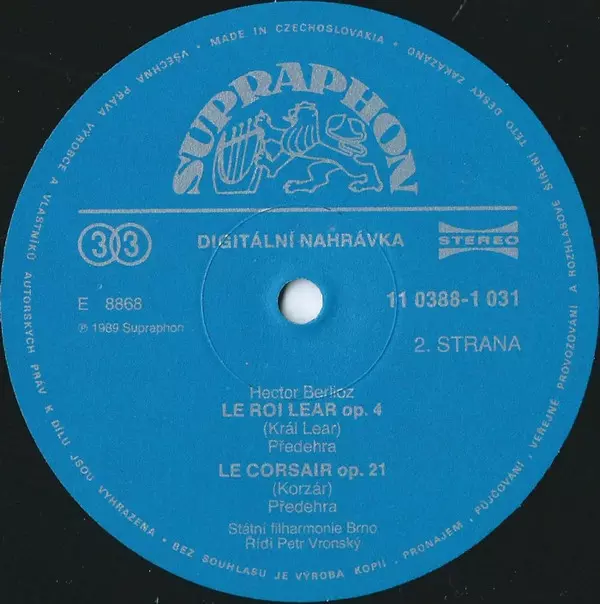 VŠECHNA PRÁVA VÝROBCE A VLASTNÍKŮ AUTORSKÝCH PRÁV K DÍLU JSOU VYHRAZENA • BEZ SOUHLASU JE VÝROBA KOPIÍ, PRONÁJEM, PŮJČOVÁNÍ, VEŘEJNÉ PROVOZOVÁNÍ A ROZHLASOVÉ ŠÍŘENÍ TÉTO DESKY ZAKÁZÁNO • MADE IN CZECHOSLOVAKIA •
SUPRAPHON
33 DIGITÁLNÍ NAHRÁVKA STEREO
E 8868 11 0388-1 031
℗ 1989 Supraphon 2. STRANA
Hector Berlioz
LE ROI LEAR op. 4
(Král Lear)
Předehra
LE CORSAIR op. 21
(Korzár)
Předehra
Státní filharmonie Brno
Řídí Petr Vronský